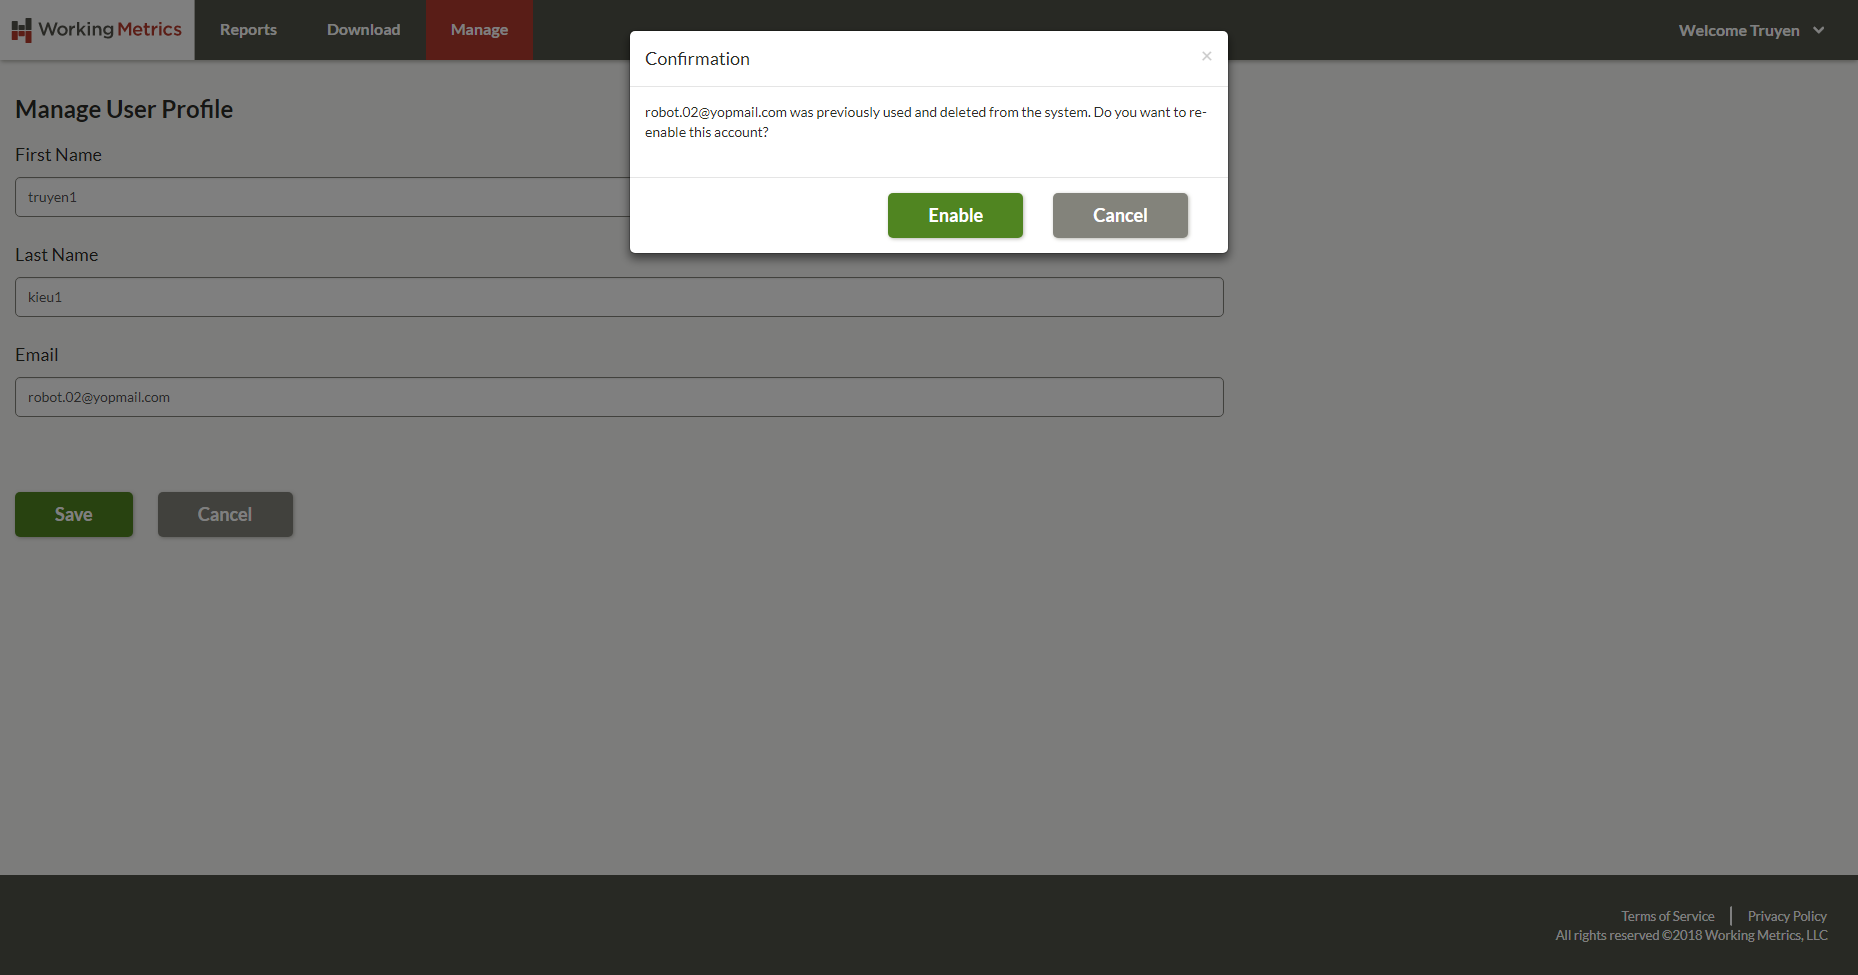 Working Metrics
Reports
Download
Manage
Welcome Truyen
Confirmation
×
robot.02@yopmail.com was previously used and deleted from the system. Do you want to re-
enable this account?
Enable
Cancel
Manage User Profile
First Name
truyen1
Last Name
kieu1
Email
robot.02@yopmail.com
Save
Cancel
Terms of Service
Privacy Policy
All rights reserved ©2018 Working Metrics, LLC